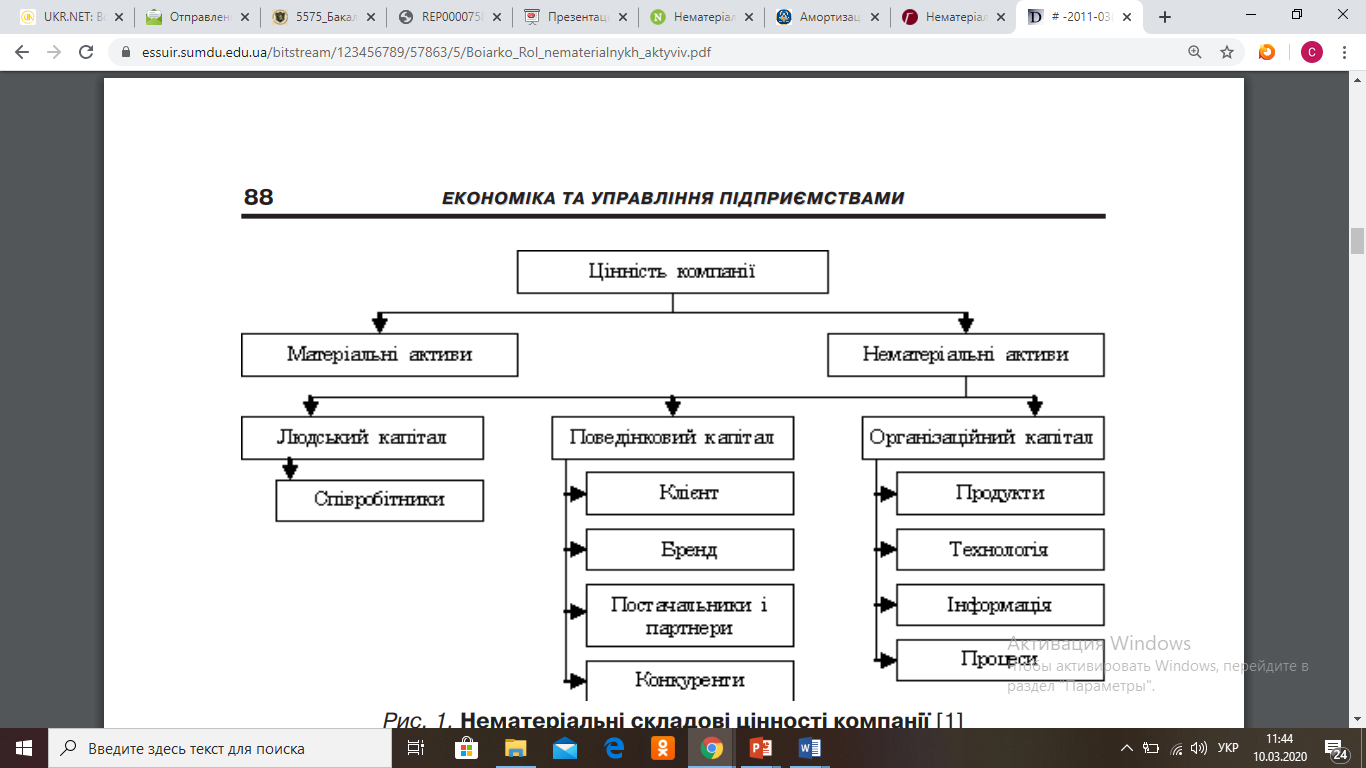 UKR.NET: Во
Отправлен
5575_Бакал
REP0000758
Презентац
Нематеріал
Амортизац
Нематеріал
# -2011-03(
essuir.sumdu.edu.ua/bitstream/123456789/57863/5/Boiarko_Rol_nematerialnykh_aktyviv.pdf
С
88 ЕКОНОМІКА ТА УПРАВЛІННЯ ПІДПРИЄМСТВАМИ
Цінність компанії
Матеріальні активи Нематеріальні активи
Людський капітал Поведінковий капітал Організаційний капітал
Співробітники
Клієнт Продукти
Бренд Технологія
Постачальники і
партнери
Інформація
Конкуренти
Процеси
Активация Windows
Чтобы активировать Windows, перейдите в
раздел "Параметры".
Рис. 1. Нематеріальні складові цінності компанії [1]
Введите здесь текст для поиска
УКР
11:44
10.03.2020
24